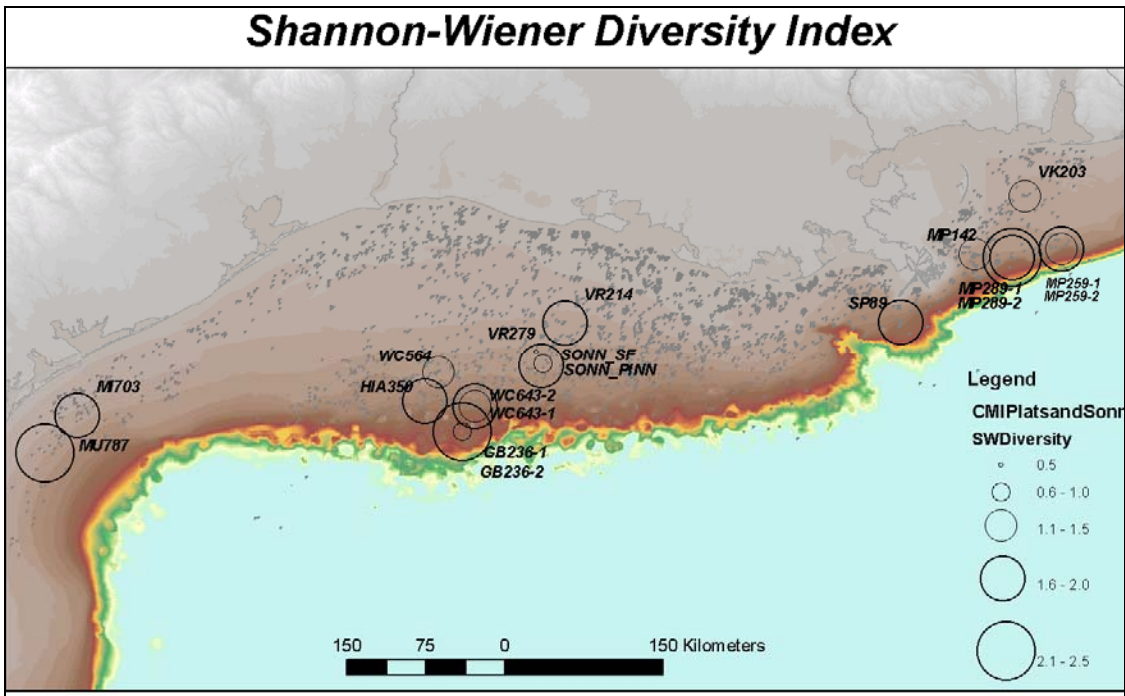 Shannon-Wiener Diversity Index
VK203
MP142
MP289-1
MP289-2
MP259-1
MP259-2
SP89
VR214
VR279
SONN_SF
SONN_PINN
WC564
HIA350
WC643-2
WC643-1
MI703
MU787
GB236-1
GB236-2
Legend
CMIPlatsandSonn
SWDiversity
0.5
0.6 - 1.0
1.1 - 1.5
1.6 - 2.0
2.1 - 2.5
150 75 0 150 Kilometers